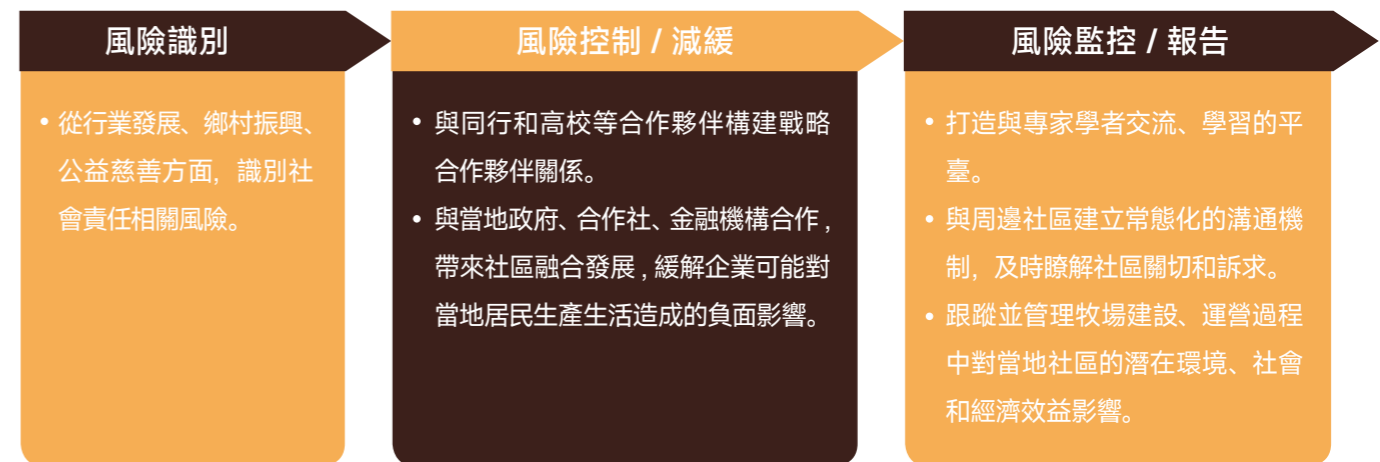 風險識別
• 從行業發展、鄉村振興、
公益慈善方面，識別社
會責任相關風險。
風險控制 / 減緩
• 與同行和高校等合作夥伴構建戰略
合作夥伴關係。
• 與當地政府、合作社、金融機構合作，
帶來社區融合發展，緩解企業可能對
當地居民生產生活造成的負面影響。
風險監控 / 報告
• 打造與專家學者交流、學習的平
臺。
• 與周邊社區建立常態化的溝通機
制，及時瞭解社區關切和訴求。
• 跟蹤並管理牧場建設、運營過程
中對當地社區的潛在環境、社會
和經濟效益影響。